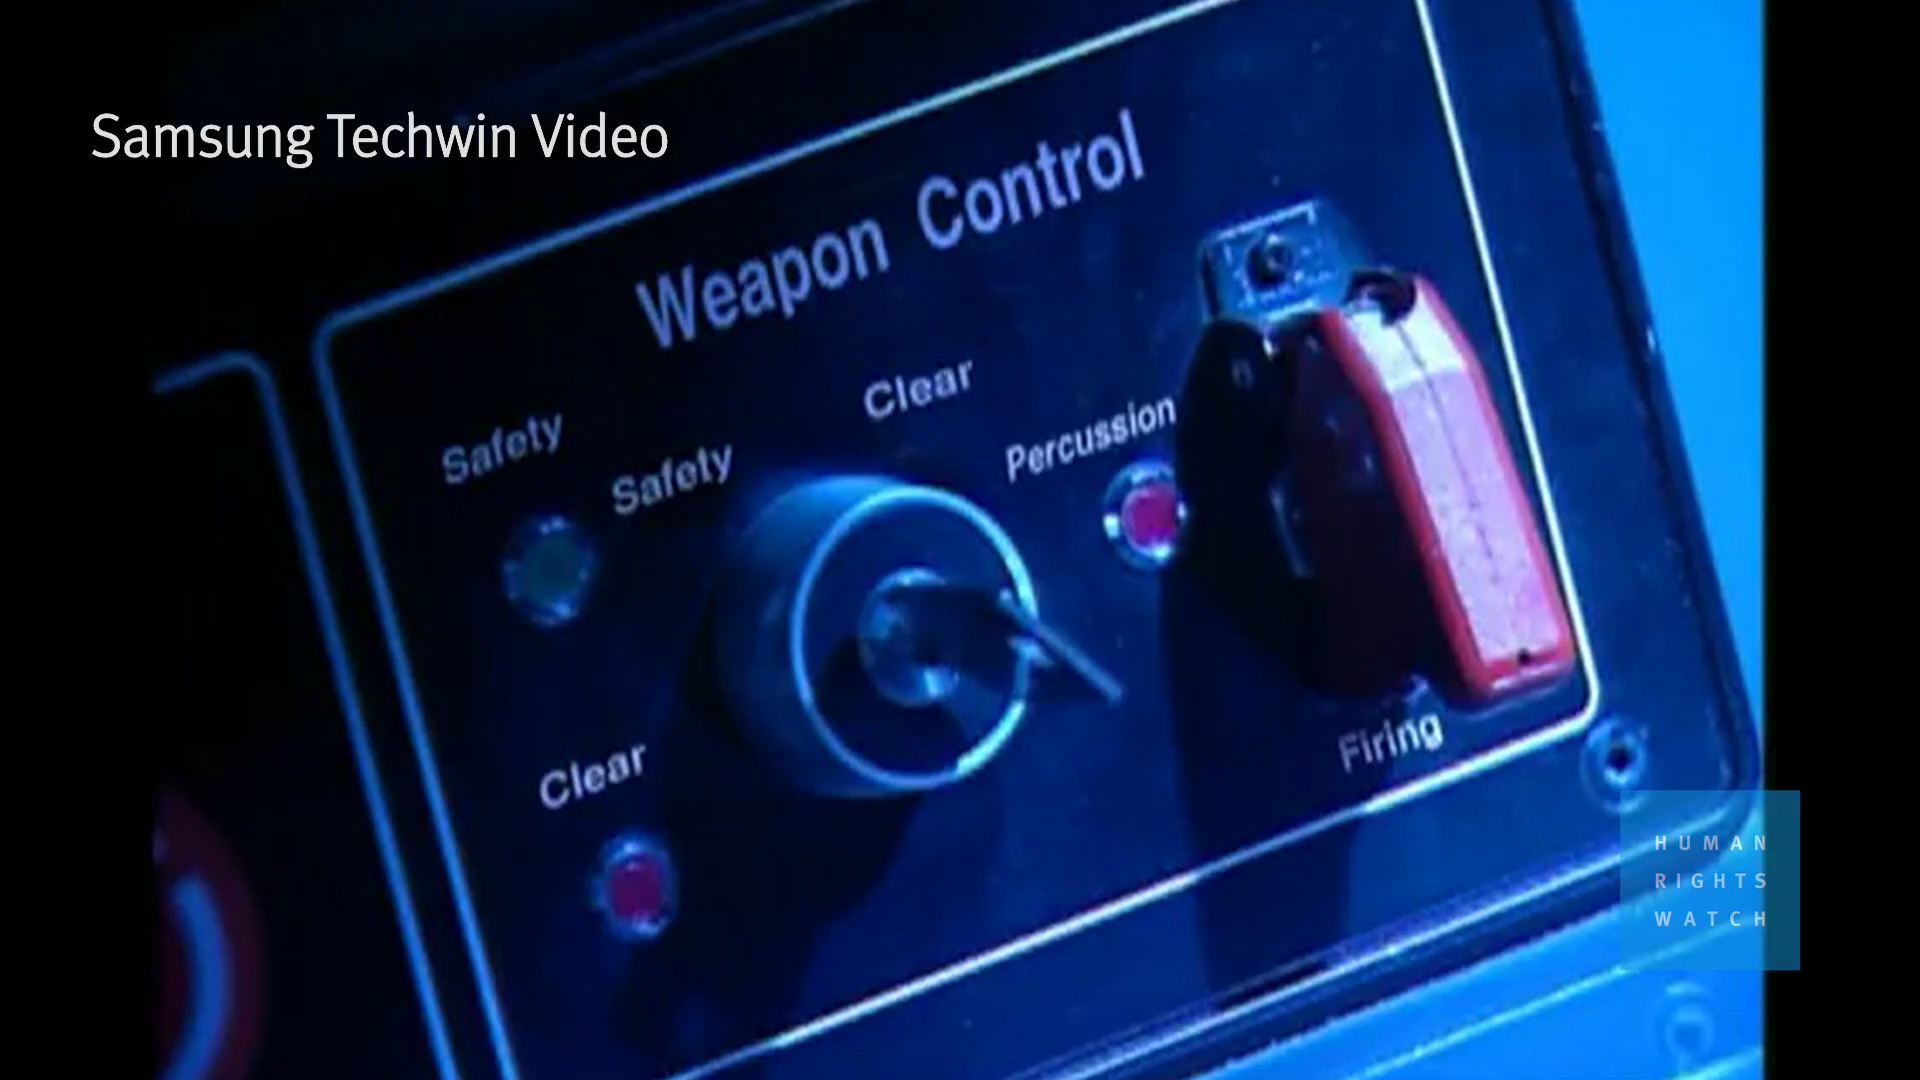 Samsung Techwin Video
Weapon Control
Clear
Safety
Safety
Percussion
Clear
Firing
HUMAN
RIGHTS
WATCH